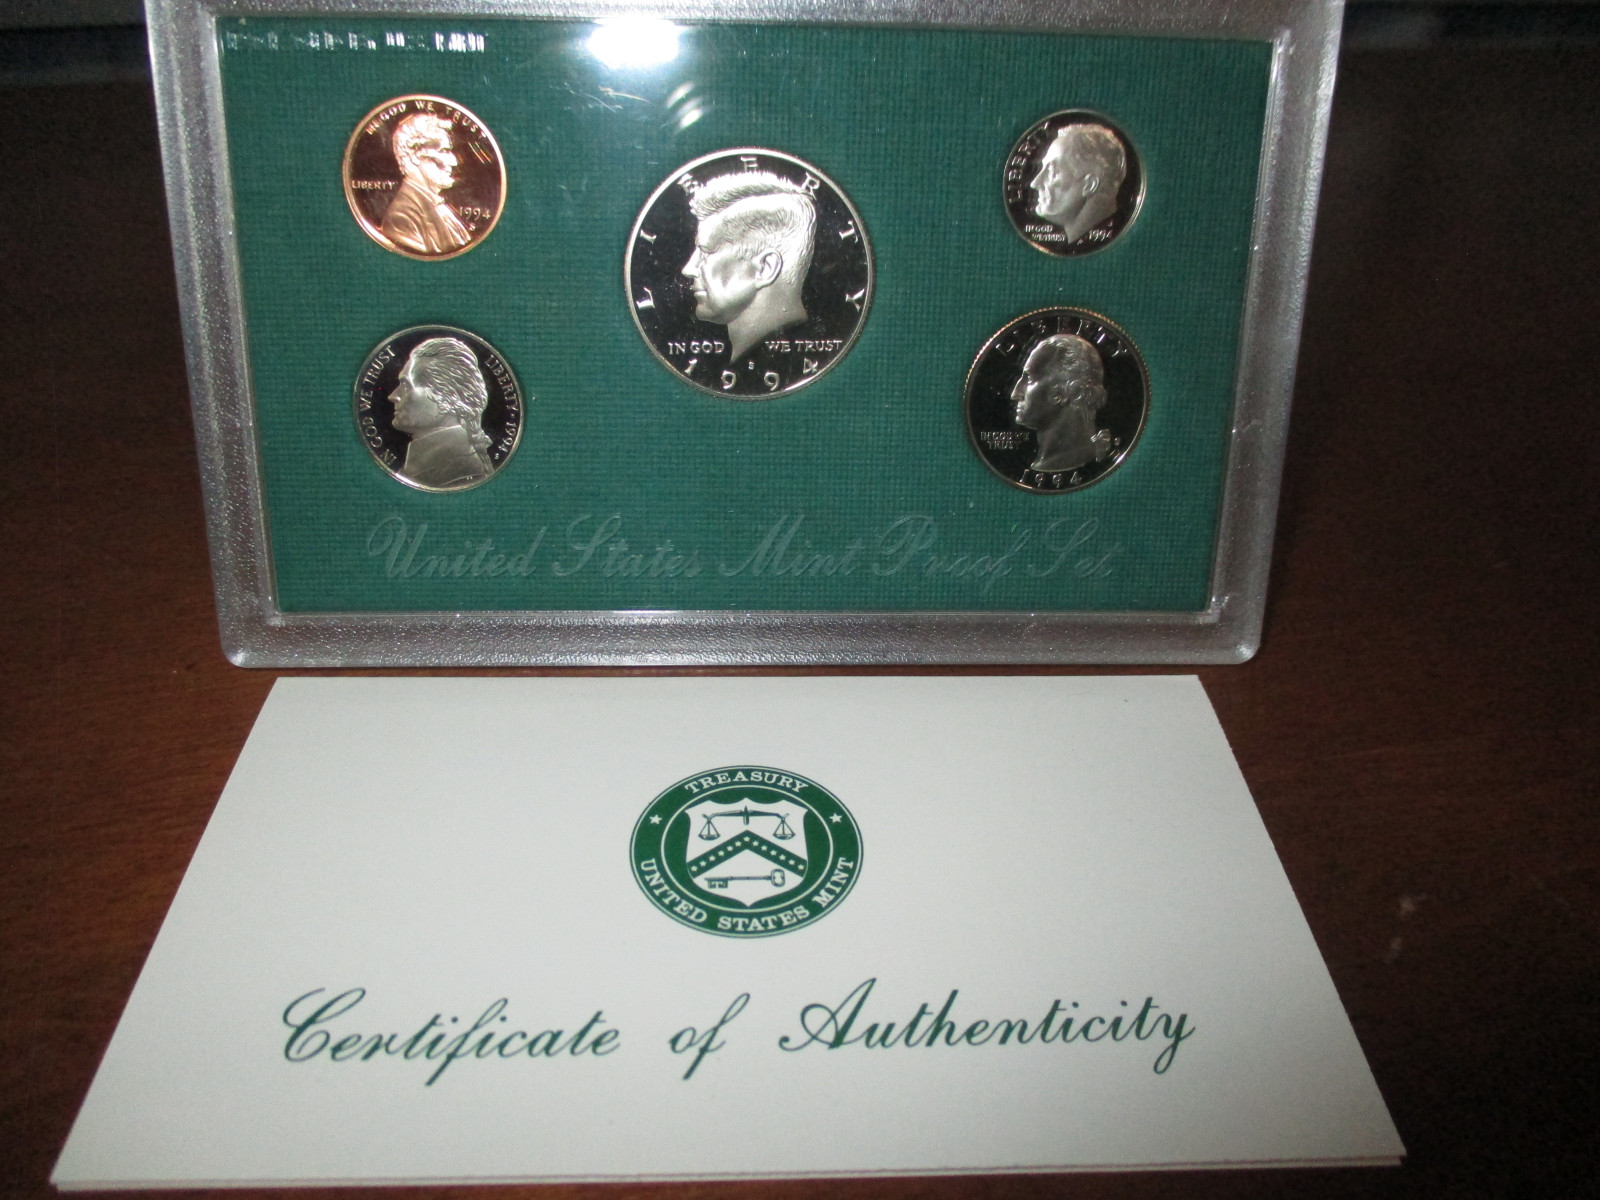 IN GOD WE TRUST
LIBERTY
1994
S
LIBERTY
IN GOD WE TRUST
S
1994
LIBERTY
IN GOD
WE TRUST
1994
IN GOD WE TRUST
LIBERTY · 1994
S
LIBERTY
IN GOD WE
TRUST
1994
United States Mint Proof Set
TREASURY
UNITED STATES MINT
Certificate of Authenticity